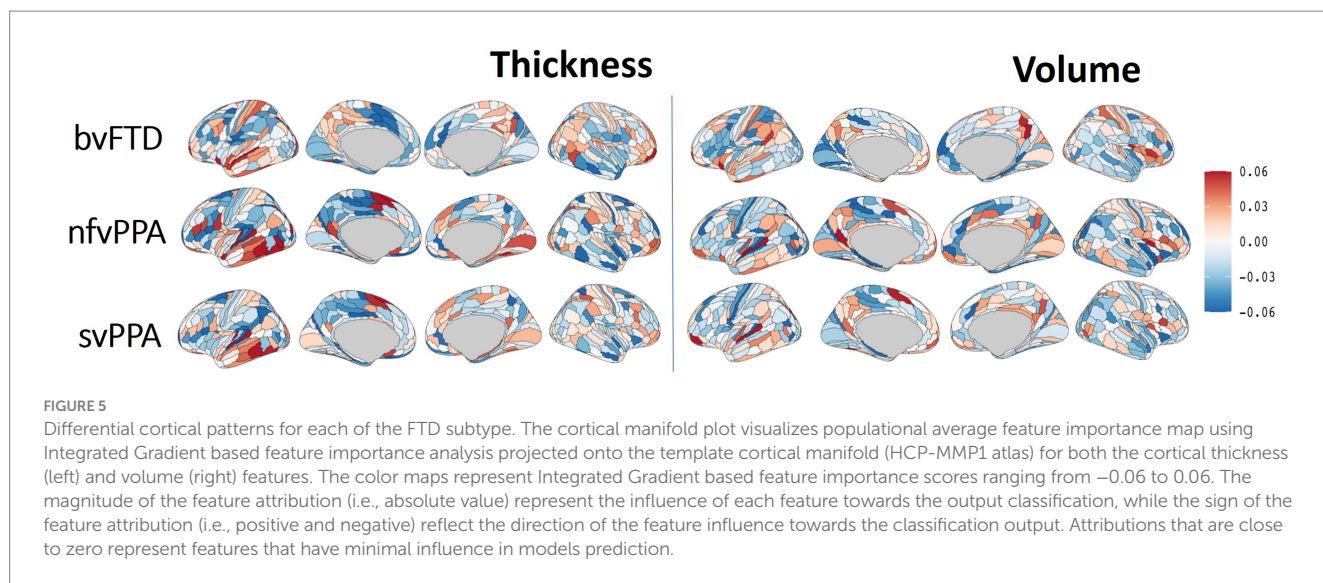 Thickness
Volume
bvFTD
nfvPPA
svPPA
0.06
0.03
0.00
−0.03
−0.06
FIGURE 5
Differential cortical patterns for each of the FTD subtype. The cortical manifold plot visualizes populational average feature importance map using
Integrated Gradient based feature importance analysis projected onto the template cortical manifold (HCP-MMP1 atlas) for both the cortical thickness
(left) and volume (right) features. The color maps represent Integrated Gradient based feature importance scores ranging from −0.06 to 0.06. The
magnitude of the feature attribution (i.e., absolute value) represent the influence of each feature towards the output classification, while the sign of the
feature attribution (i.e., positive and negative) reflect the direction of the feature influence towards the classification output. Attributions that are close
to zero represent features that have minimal influence in models prediction.